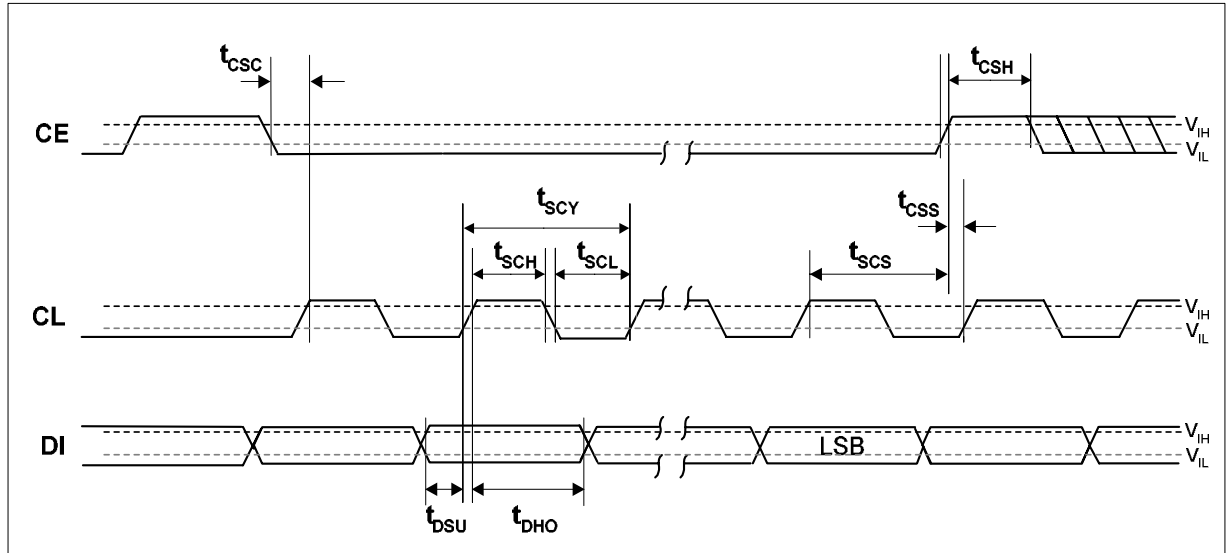 tCSC
tCSH
CE
VIH
VIL
tCSS
tSCY
tSCH
tSCL
tSCS
CL
VIH
VIL
DI
LSB
VIH
VIL
tDSU
tDHO